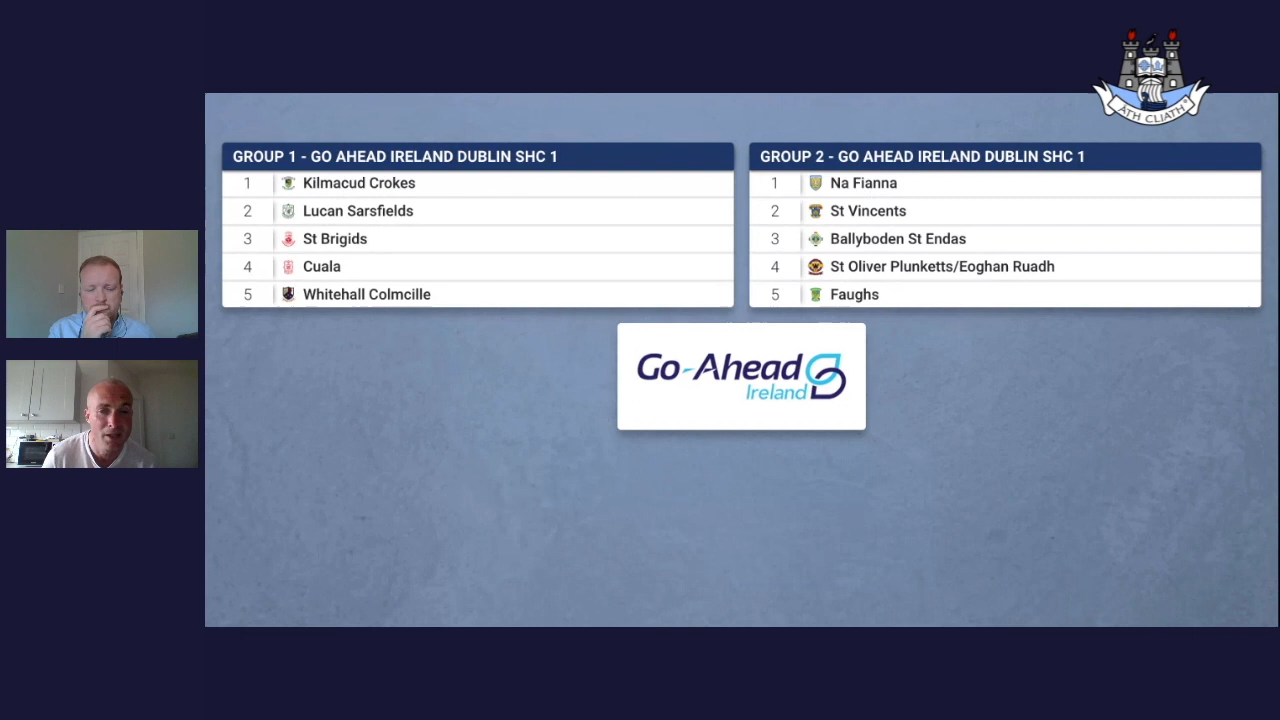 ÁTH CLIATH
GROUP 1 - GO AHEAD IRELAND DUBLIN SHC 1
1 Kilmacud Crokes
2 Lucan Sarsfields
3 St Brigids
4 Cuala
5 Whitehall Colmcille
GROUP 2 - GO AHEAD IRELAND DUBLIN SHC 1
1 Na Fianna
2 St Vincents
3 Ballyboden St Endas
4 St Oliver Plunketts/Eoghan Ruadh
5 Faughs
Go-Ahead
Ireland